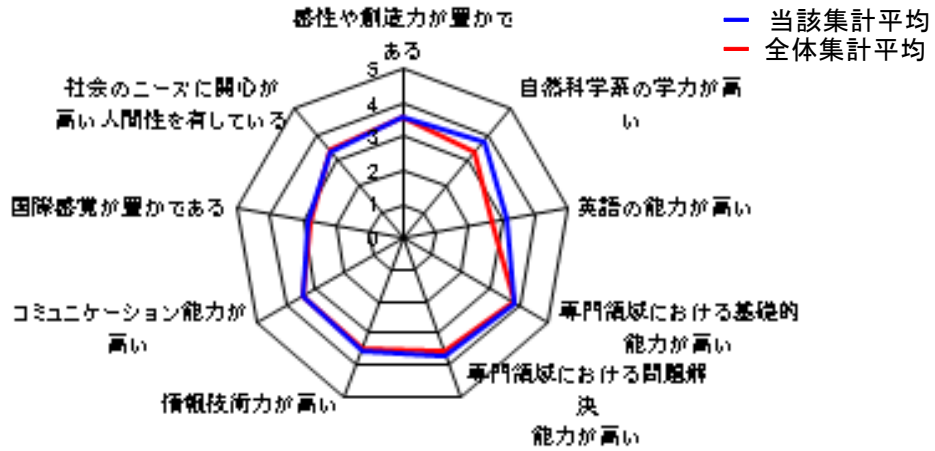 感性や創造力が豊かで
ある
当該集計平均
全体集計平均
自然科学系の学力が高
い
英語の能力が高い
専門領域における基礎的
能力が高い
専門領域における問題解
決
能力が高い
情報技術力が高い
コミュニケーション能力が
高い
国際感覚が豊かである
社会のニーズに関心が
高い人間性を有している
5
4
3
2
1
0